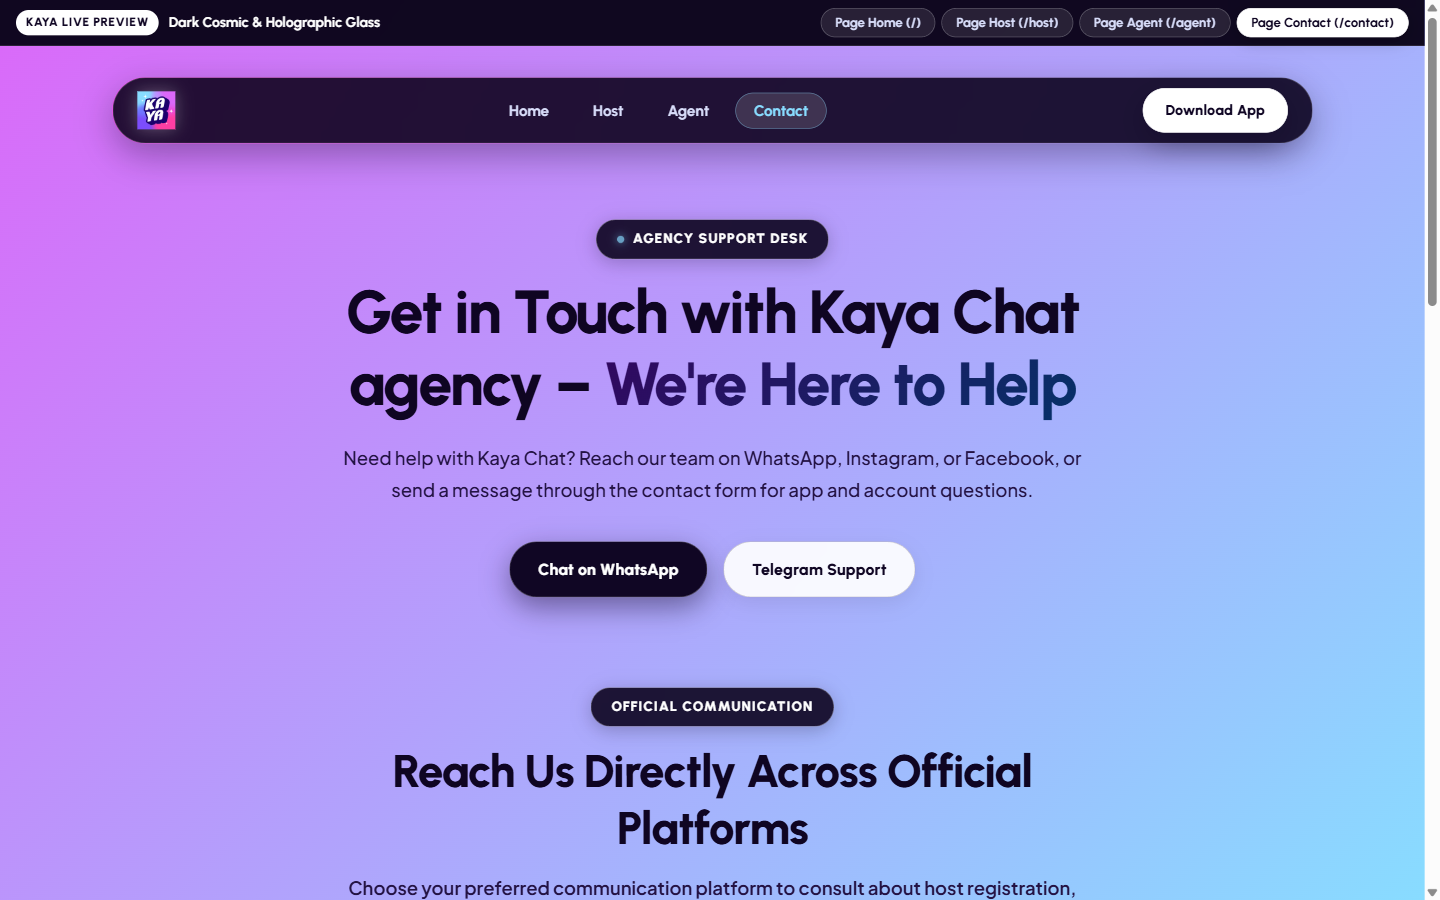 KAYA LIVE PREVIEW Dark Cosmic & Holographic Glass Page Home (/) Page Host (/host) Page Agent (/agent) Page Contact (/contact)
KA
YA
Home Host Agent Contact Download App
AGENCY SUPPORT DESK
Get in Touch with Kaya Chat
agency – We're Here to Help
Need help with Kaya Chat? Reach our team on WhatsApp, Instagram, or Facebook, or
send a message through the contact form for app and account questions.
Chat on WhatsApp Telegram Support
OFFICIAL COMMUNICATION
Reach Us Directly Across Official
Platforms
Choose your preferred communication platform to consult about host registration,